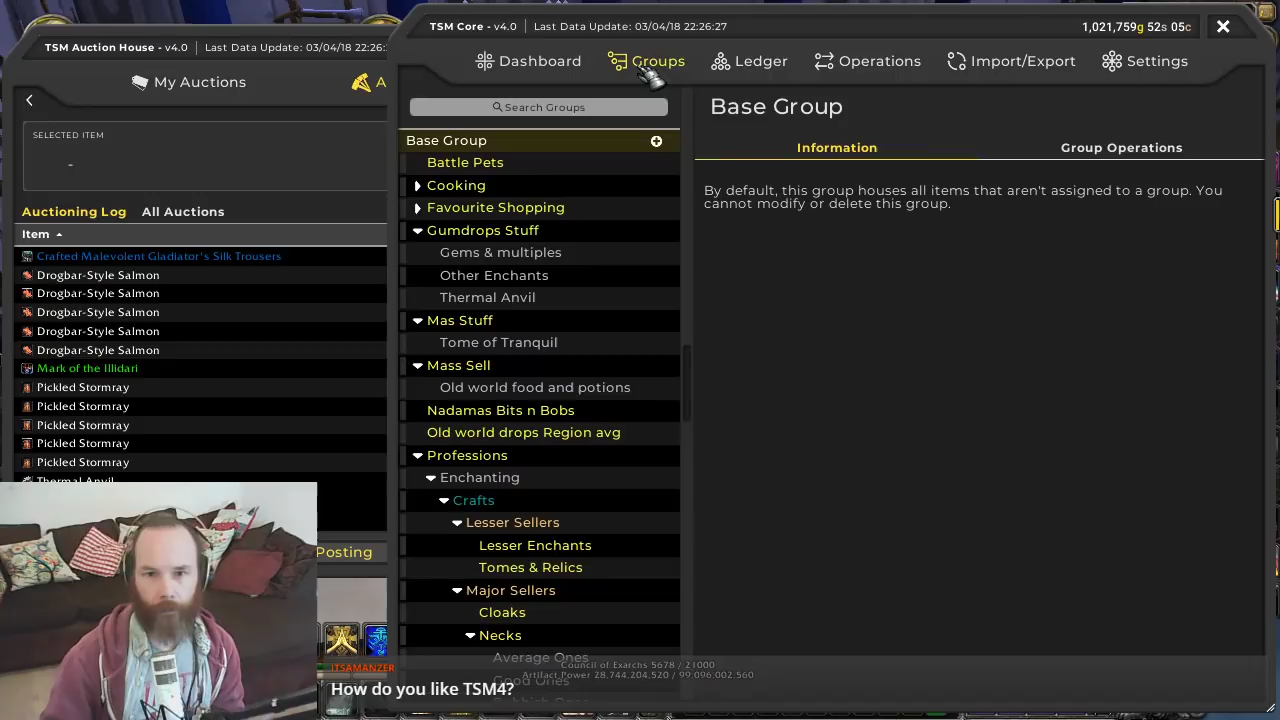 TSM Auction House - v4.0 Last Data Update: 03/04/18 22:26:
My Auctions
A
SELECTED ITEM
-
Auctioning Log All Auctions
Item
Crafted Malevolent Gladiator's Silk Trousers
Drogbar-Style Salmon
Drogbar-Style Salmon
Drogbar-Style Salmon
Drogbar-Style Salmon
Drogbar-Style Salmon
Mark of the Illidari
Pickled Stormray
Pickled Stormray
Pickled Stormray
Pickled Stormray
Pickled Stormray
Thermal Anvil
Posting
TSM Core - v4.0 Last Data Update: 03/04/18 22:26:27
1,021,759g 52s 05c
Dashboard Groups Ledger Operations Import/Export Settings
Search Groups
Base Group
Battle Pets
Cooking
Favourite Shopping
Gumdrops Stuff
Gems & multiples
Other Enchants
Thermal Anvil
Mas Stuff
Tome of Tranquil
Mass Sell
Old world food and potions
Nadamas Bits n Bobs
Old world drops Region avg
Professions
Enchanting
Crafts
Lesser Sellers
Lesser Enchants
Tomes & Relics
Major Sellers
Cloaks
Necks
Average Ones
Good Ones
Base Group
Information Group Operations
By default, this group houses all items that aren't assigned to a group. You
cannot modify or delete this group.
Council of Exarchs 5678 / 21000
Artifact Power 28.744.204.520 / 99.096.002.560
ITSAMANZER
How do you like TSM4?